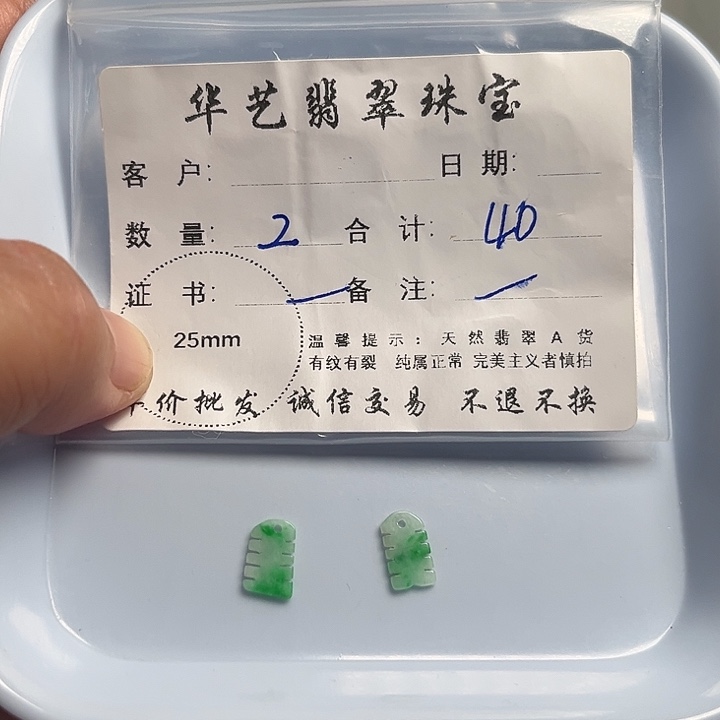 华艺翡翠珠宝
客 户： 日 期：
数 量： 2 合 计： 40
证 书： 备 注：
25mm
温馨提示：天然翡翠A货
有纹有裂 纯属正常 完美主义者慎拍
价批发 诚信交易 不退不换